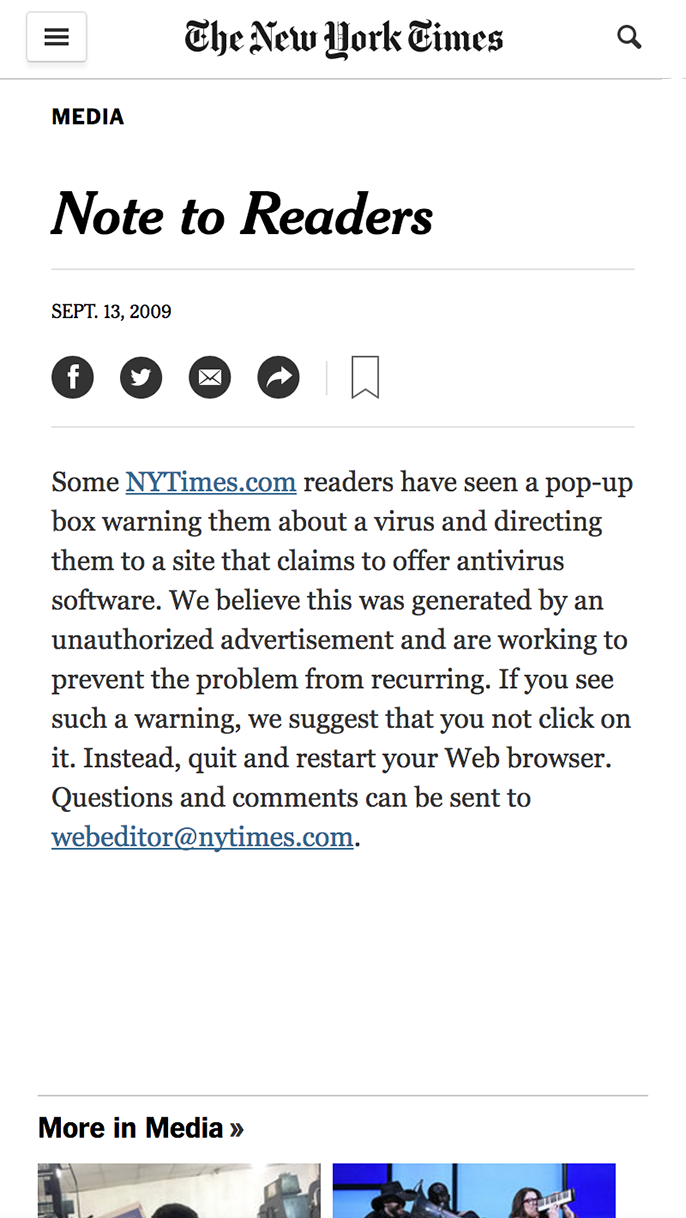 The New York Times
MEDIA
Note to Readers
SEPT. 13, 2009
Some NYTimes.com readers have seen a pop-up
box warning them about a virus and directing
them to a site that claims to offer antivirus
software. We believe this was generated by an
unauthorized advertisement and are working to
prevent the problem from recurring. If you see
such a warning, we suggest that you not click on
it. Instead, quit and restart your Web browser.
Questions and comments can be sent to
webeditor@nytimes.com.
More in Media »